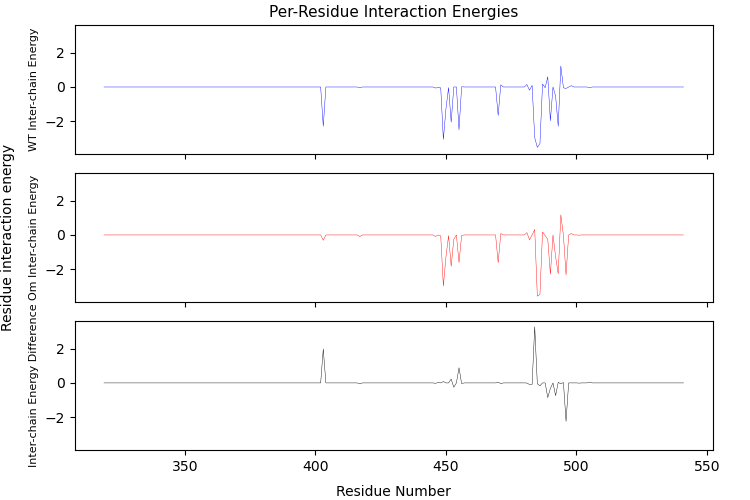 Per-Residue Interaction Energies
Residue interaction energy
WT Inter-chain Energy
2
0
−2
Om Inter-chain Energy
2
0
−2
Inter-chain Energy Difference
2
0
−2
350
400
450
500
550
Residue Number